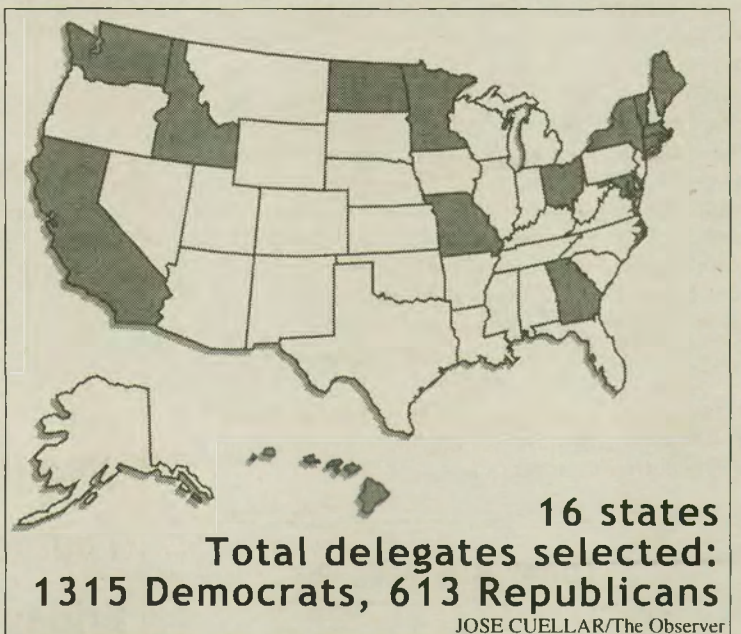 16 states
Total delegates selected:
1315 Democrats, 613 Republicans
JOSE CUELLAR/The Observer